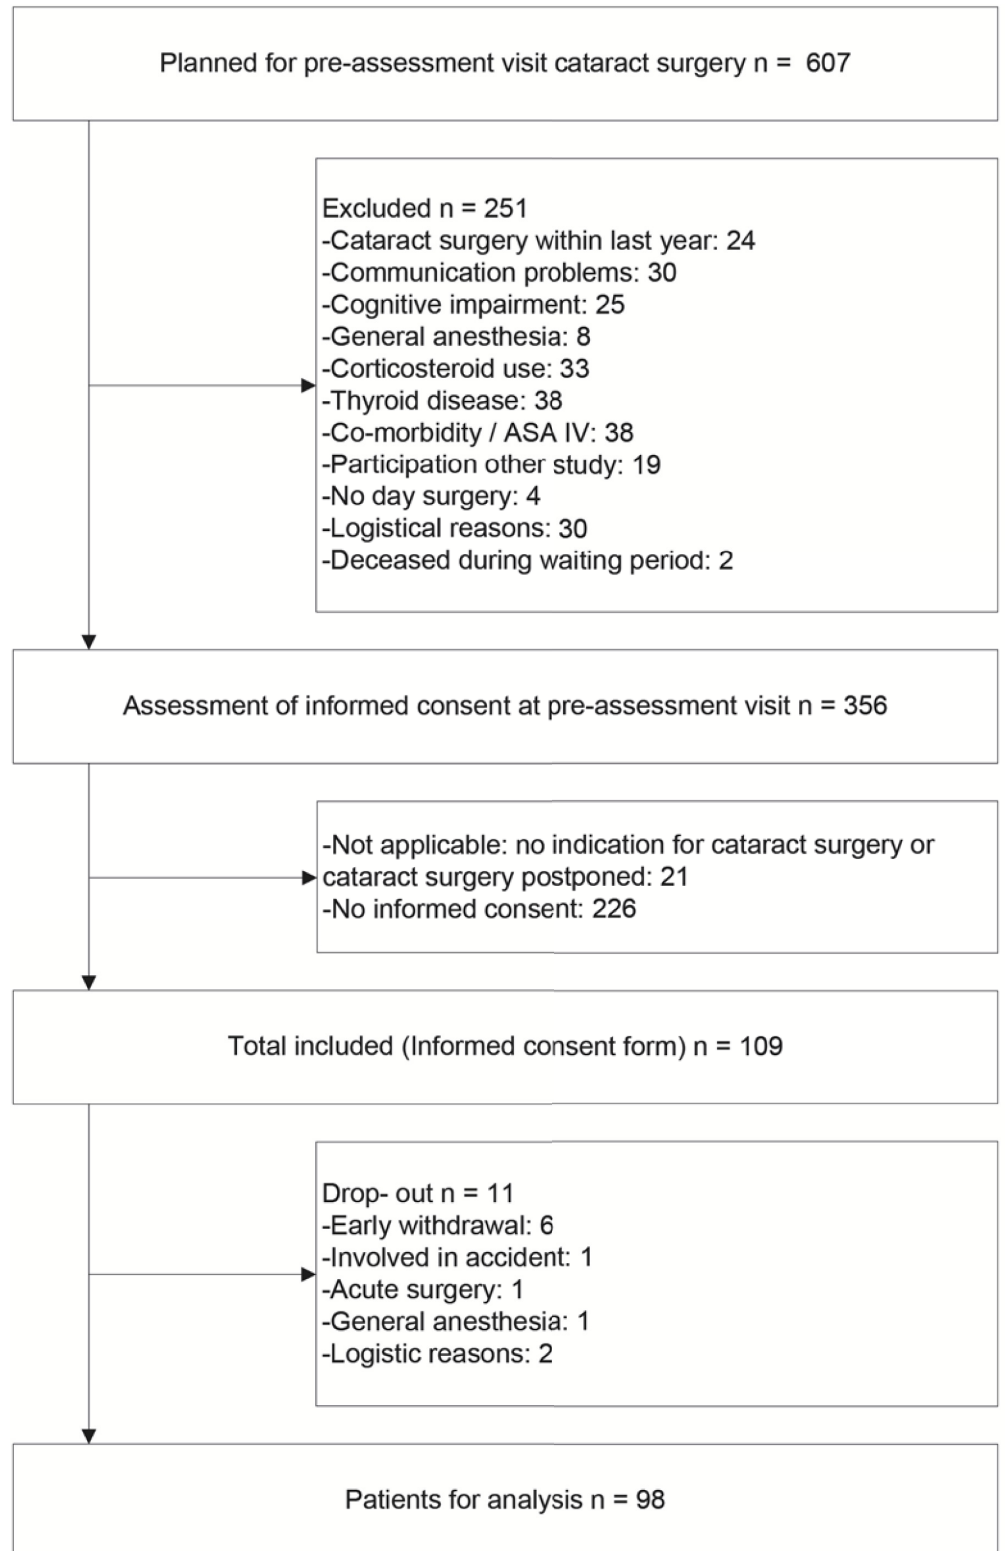 Planned for pre-assessment visit cataract surgery n = 607
Excluded n = 251
-Cataract surgery within last year: 24
-Communication problems: 30
-Cognitive impairment: 25
-General anesthesia: 8
-Corticosteroid use: 33
-Thyroid disease: 38
-Co-morbidity / ASA IV: 38
-Participation other study: 19
-No day surgery: 4
-Logistical reasons: 30
-Deceased during waiting period: 2
Assessment of informed consent at pre-assessment visit n = 356
-Not applicable: no indication for cataract surgery or
cataract surgery postponed: 21
-No informed consent: 226
Total included (Informed consent form) n = 109
Drop- out n = 11
-Early withdrawal: 6
-Involved in accident: 1
-Acute surgery: 1
-General anesthesia: 1
-Logistic reasons: 2
Patients for analysis n = 98